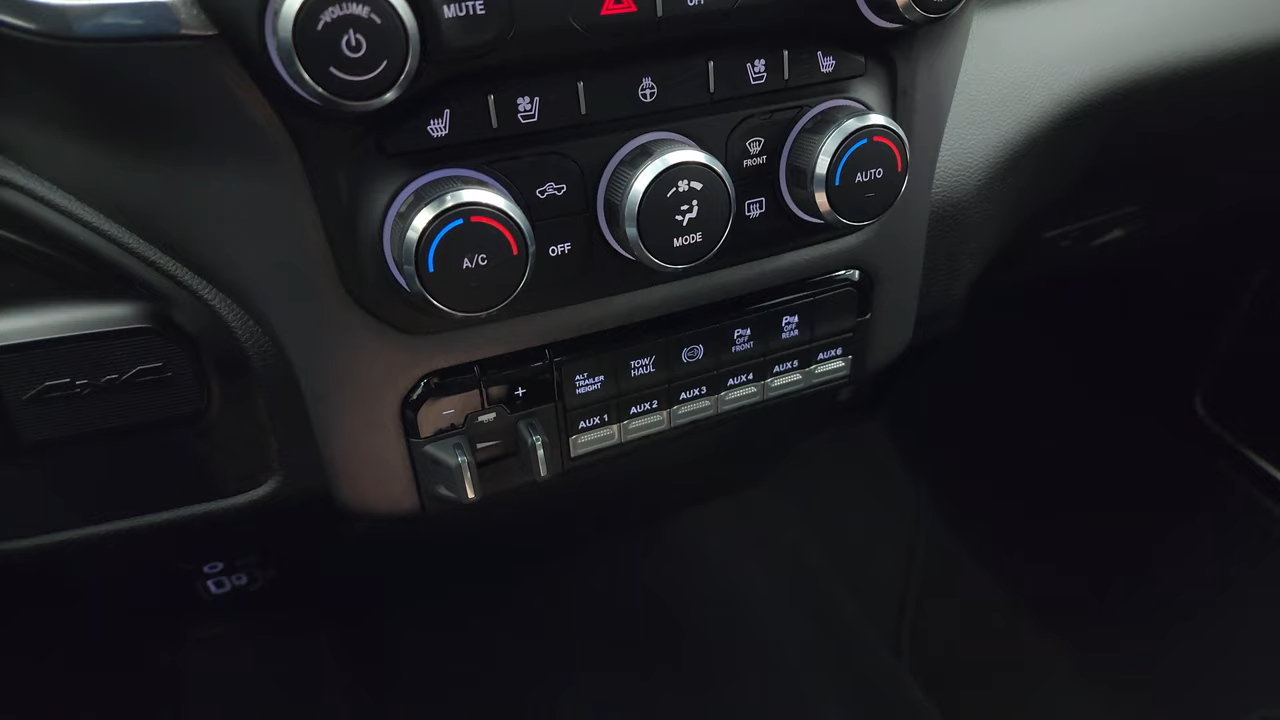 VOLUME
MUTE
OFF
FRONT
AUTO
MODE
A/C
OFF
ALT
TRAILER
HEIGHT
TOW/
HAUL
P
OFF
FRONT
P
OFF
REAR
- +
AUX 1
AUX 2
AUX 3
AUX 4
AUX 5
AUX 6
4x4